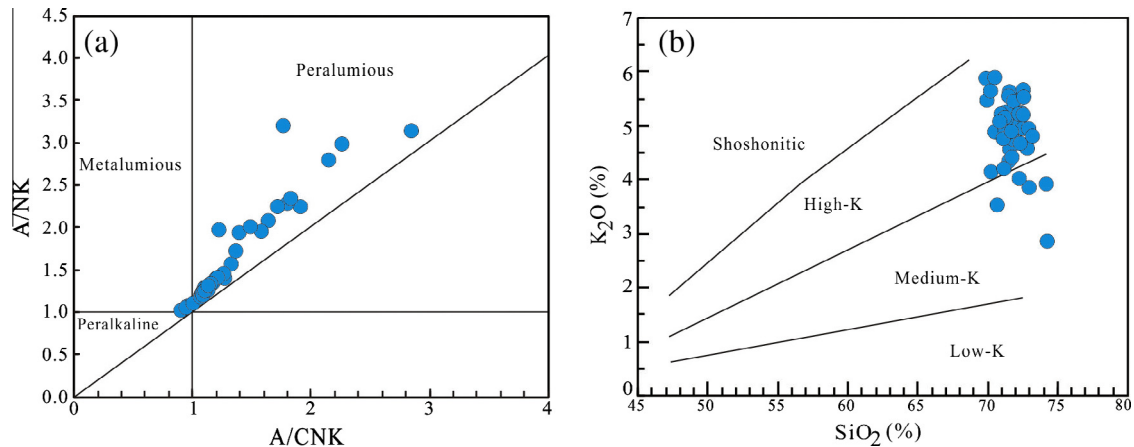 (a)
4.5
4.0
3.5
3.0
2.5
2.0
1.5
1.0
0.5
0.0
A/NK
Peralumious
Metalumious
Peralkaline
0 1 2 3 4
A/CNK
(b)
7
6
5
4
3
2
1
0
K₂O (%)
Shoshonitic
High-K
Medium-K
Low-K
45 50 55 60 65 70 75 80
SiO₂ (%)